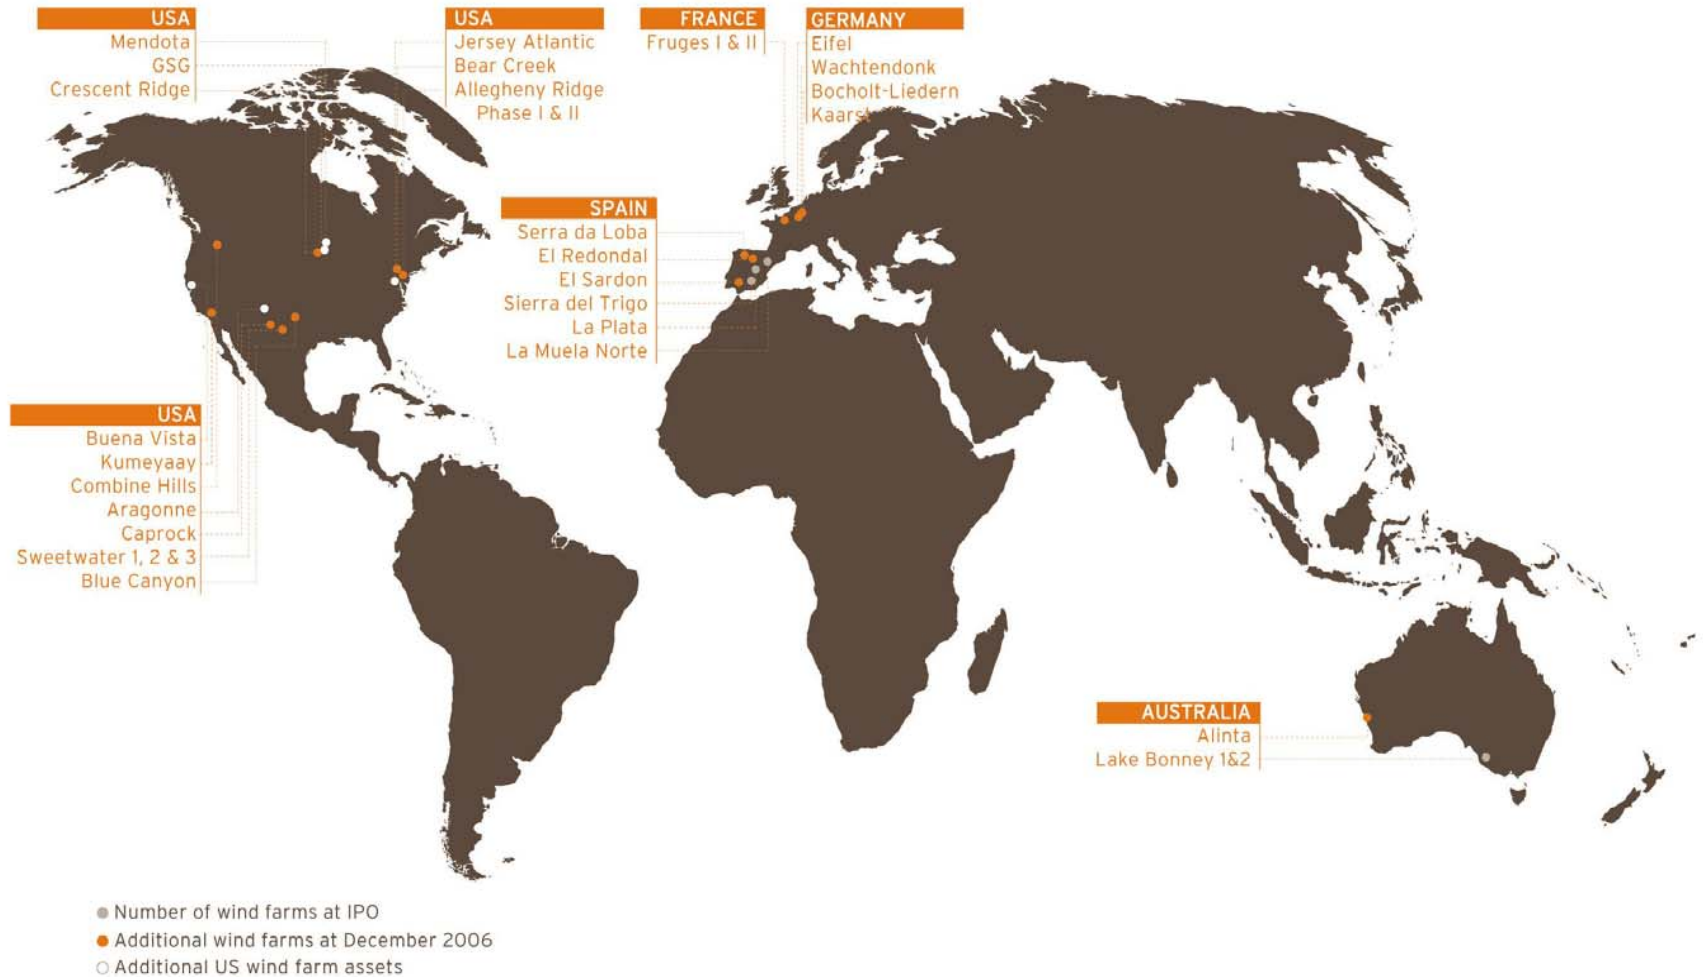 USA
Mendota
GSG
Crescent Ridge
USA
Jersey Atlantic
Bear Creek
Allegheny Ridge
Phase I & II
FRANCE
Fruges I & II
GERMANY
Eifel
Wachtendonk
Bocholt-Liedern
Kaarst
SPAIN
Serra da Loba
El Redondal
El Sardon
Sierra del Trigo
La Plata
La Muela Norte
USA
Buena Vista
Kumeyaay
Combine Hills
Aragonne
Caprock
Sweetwater 1, 2 & 3
Blue Canyon
AUSTRALIA
Alinta
Lake Bonney 1&2
Number of wind farms at IPO
Additional wind farms at December 2006
Additional US wind farm assets